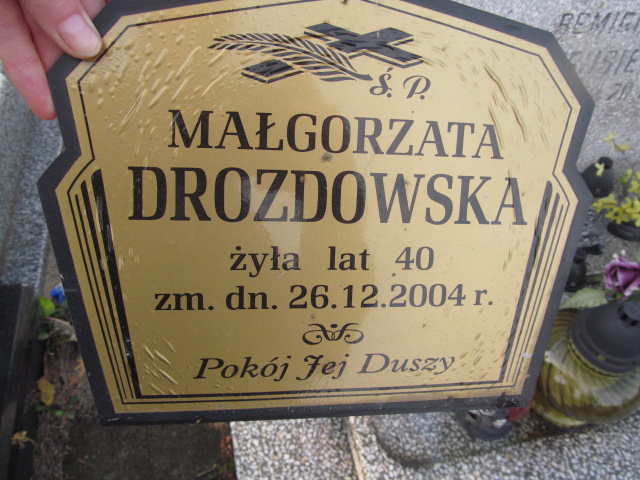 Ś. P.
MAŁGORZATA
DROZDOWSKA
żyła lat 40
zm. dn. 26.12.2004 r.
Pokój Jej Duszy